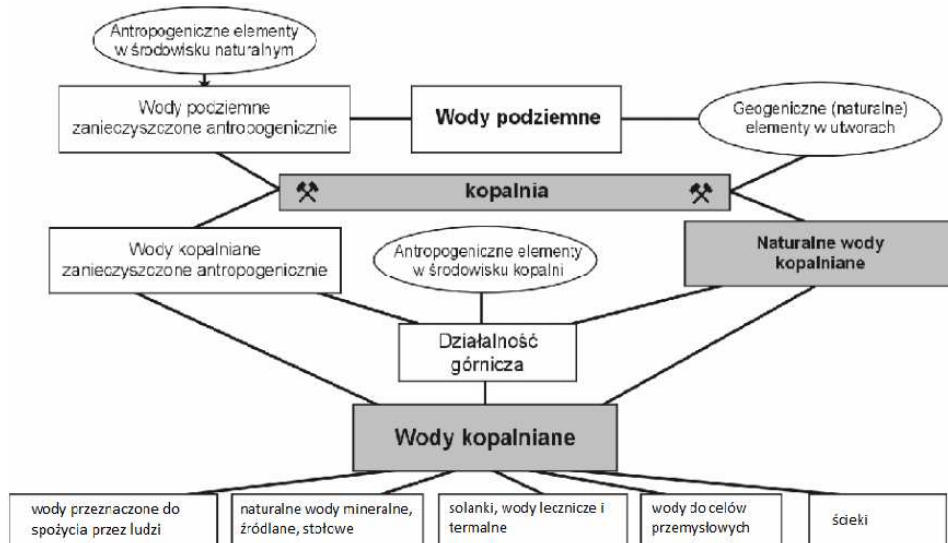 Antropogeniczne elementy
w środowisku naturalnym
Wody podziemne
zanieczyszczone antropogenicznie
Wody podziemne
Geogeniczne (naturalne)
elementy w utworach
kopalnia
Wody kopalniane
zanieczyszczone antropogenicznie
Antropogeniczne elementy
w środowisku kopalni
Naturalne wody
kopalniane
Działalność
górnicza
Wody kopalniane
wody przeznaczone do
spożycia przez ludzi
naturalne wody mineralne,
źródlane, stołowe
solanki, wody lecznicze i
termalne
wody do celów
przemysłowych
ścieki